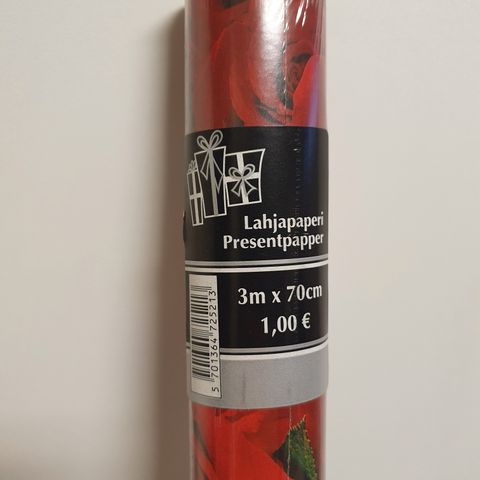 Lahjapaperi
Presentpapper
3m x 70cm
1,00 €
5 701364 725213